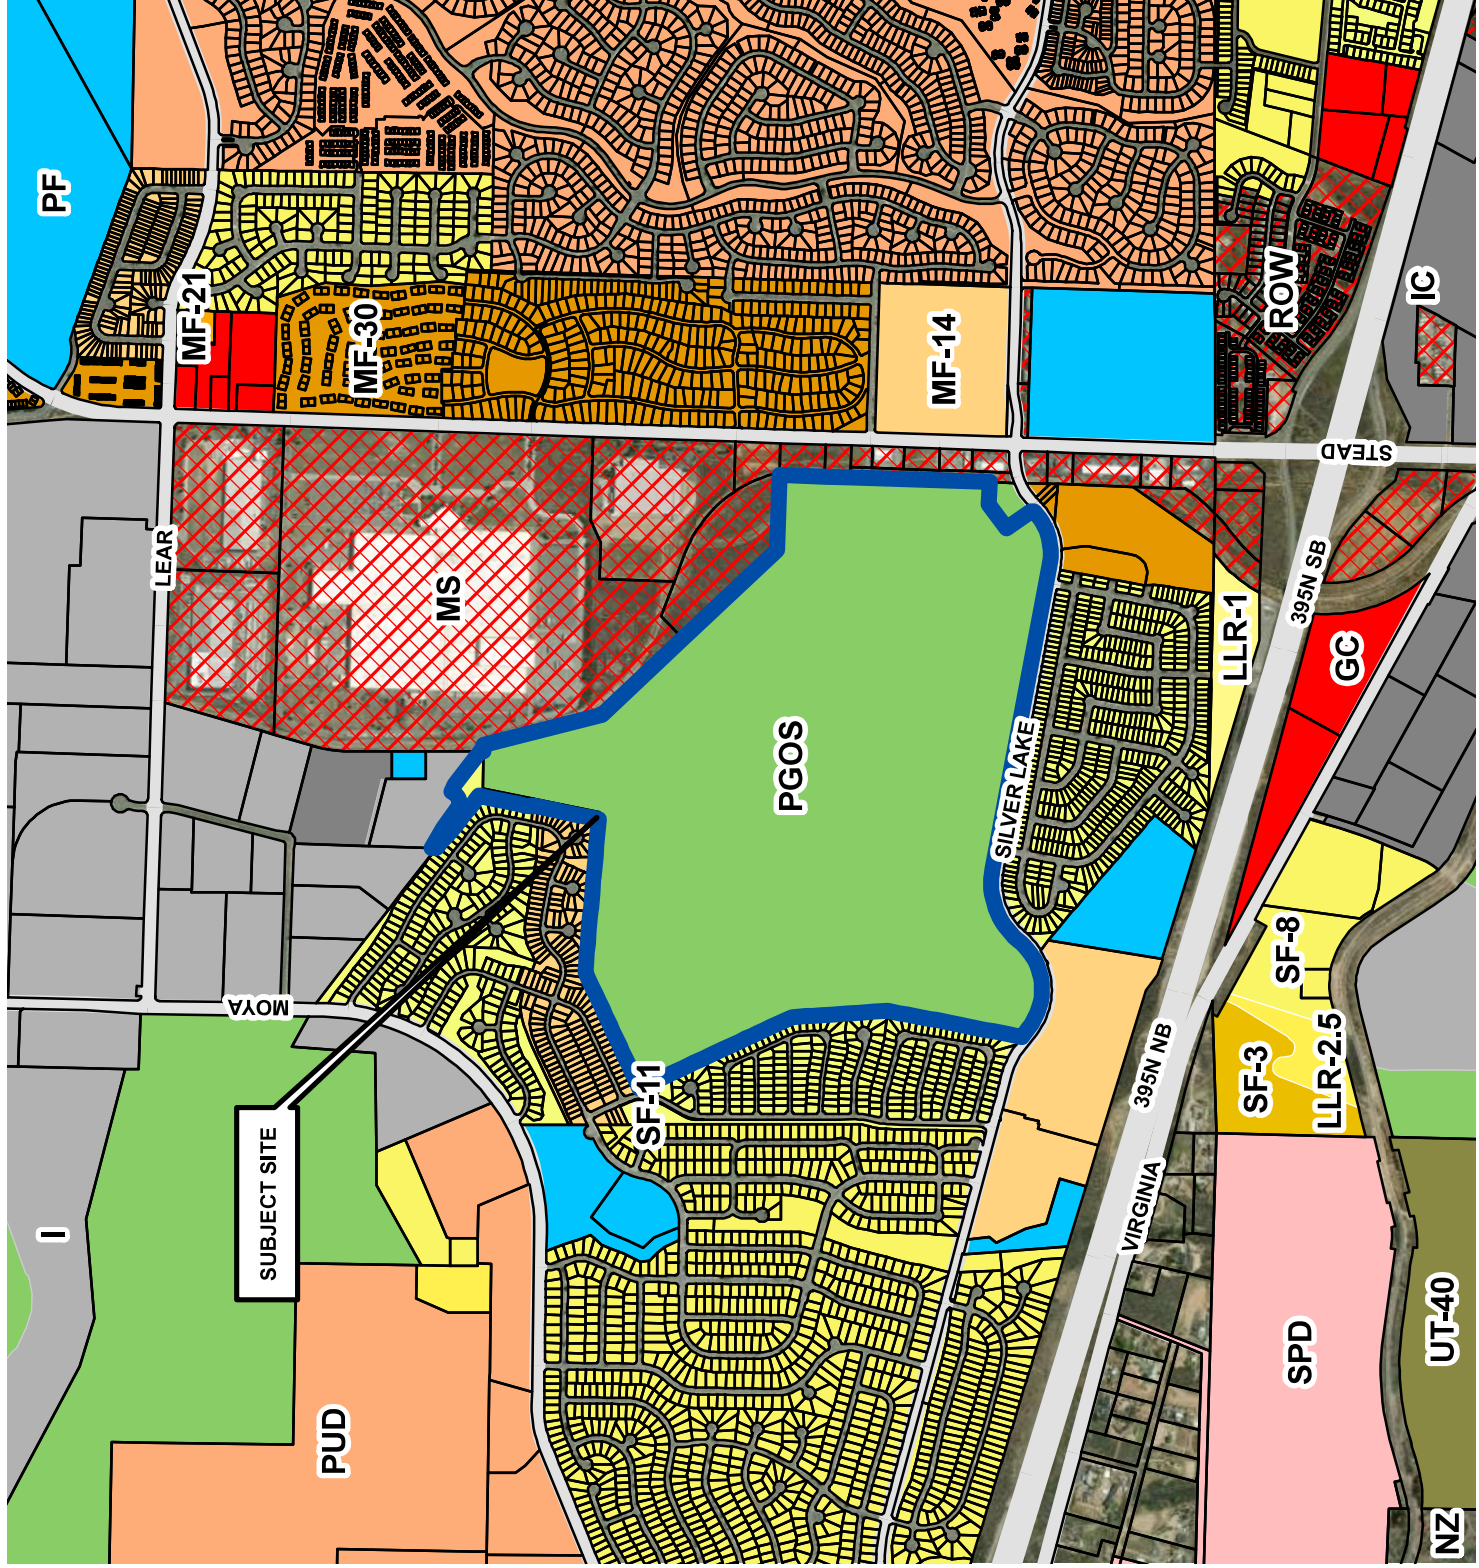 PF
MF-21
MF-30
MF-14
ROW
IC
STEAD
LEAR
MS
395N SB
LLR-1
GC
PGOS
SILVER LAKE
MOYA
SF-8
SF-11
395N NB
SF-3
LLR-2.5
SUBJECT SITE
I
VIRGINIA
PUD
SPD
UT-40
NZ